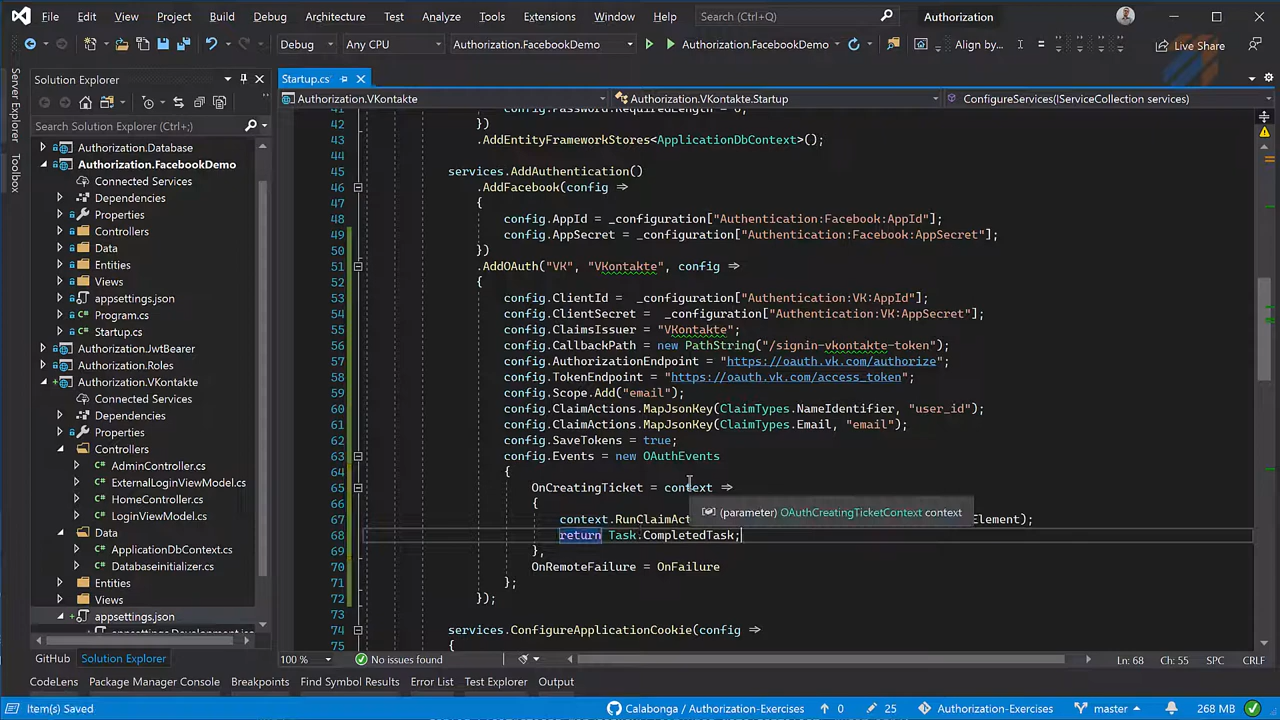 File Edit View Project Build Debug Architecture Test Analyze Tools Extensions Window Help Search (Ctrl+Q) Authorization
Debug Any CPU Authorization.FacebookDemo Authorization.FacebookDemo Align by... Live Share
Server Explorer
Toolbox
Solution Explorer
Search Solution Explorer (Ctrl+;)
Authorization.Database
Authorization.FacebookDemo
Connected Services
Dependencies
Properties
Controllers
Data
Entities
Views
appsettings.json
Program.cs
Startup.cs
Authorization.JwtBearer
Authorization.Roles
Authorization.VKontakte
Connected Services
Dependencies
Properties
Controllers
AdminController.cs
ExternalLoginViewModel.cs
HomeController.cs
LoginViewModel.cs
Data
ApplicationDbContext.cs
DatabaseInitializer.cs
Entities
Views
appsettings.json
GitHub Solution Explorer
Startup.cs
Authorization.VKontakte Authorization.VKontakte.Startup ConfigureServices(IServiceCollection services)
42 })
43 .AddEntityFrameworkStores<ApplicationDbContext>();
44
45 services.AddAuthentication()
46 .AddFacebook(config =>
47 {
48 config.AppId = _configuration["Authentication:Facebook:AppId"];
49 config.AppSecret = _configuration["Authentication:Facebook:AppSecret"];
50 })
51 .AddOAuth("VK", "VKontakte", config =>
52 {
53 config.ClientId = _configuration["Authentication:VK:AppId"];
54 config.ClientSecret = _configuration["Authentication:VK:AppSecret"];
55 config.ClaimsIssuer = "VKontakte";
56 config.CallbackPath = new PathString("/signin-vkontakte-token");
57 config.AuthorizationEndpoint = "https://oauth.vk.com/authorize";
58 config.TokenEndpoint = "https://oauth.vk.com/access_token";
59 config.Scope.Add("email");
60 config.ClaimActions.MapJsonKey(ClaimTypes.NameIdentifier, "user_id");
61 config.ClaimActions.MapJsonKey(ClaimTypes.Email, "email");
62 config.SaveTokens = true;
63 config.Events = new OAuthEvents
64 {
65 OnCreatingTicket = context =>
66 {
(parameter) OAuthCreatingTicketContext context
67 context.RunClaimAc Element);
68 return Task.CompletedTask;
69 },
70 OnRemoteFailure = OnFailure
71 };
72 });
73
74 services.ConfigureApplicationCookie(config =>
75 {
100 % No issues found Ln: 68 Ch: 55 SPC CRLF
CodeLens Call Hierarchy Breakpoints Find Symbol Results Error List Test Explorer Output
Item(s) Saved Calabonga / Authorization-Exercises 0 25 Authorization-Exercises master 268 MB